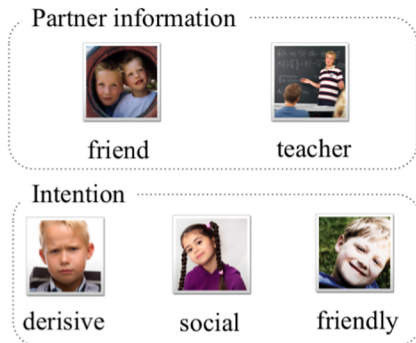 Partner information
friend
teacher
Intention
derisive
social
friendly